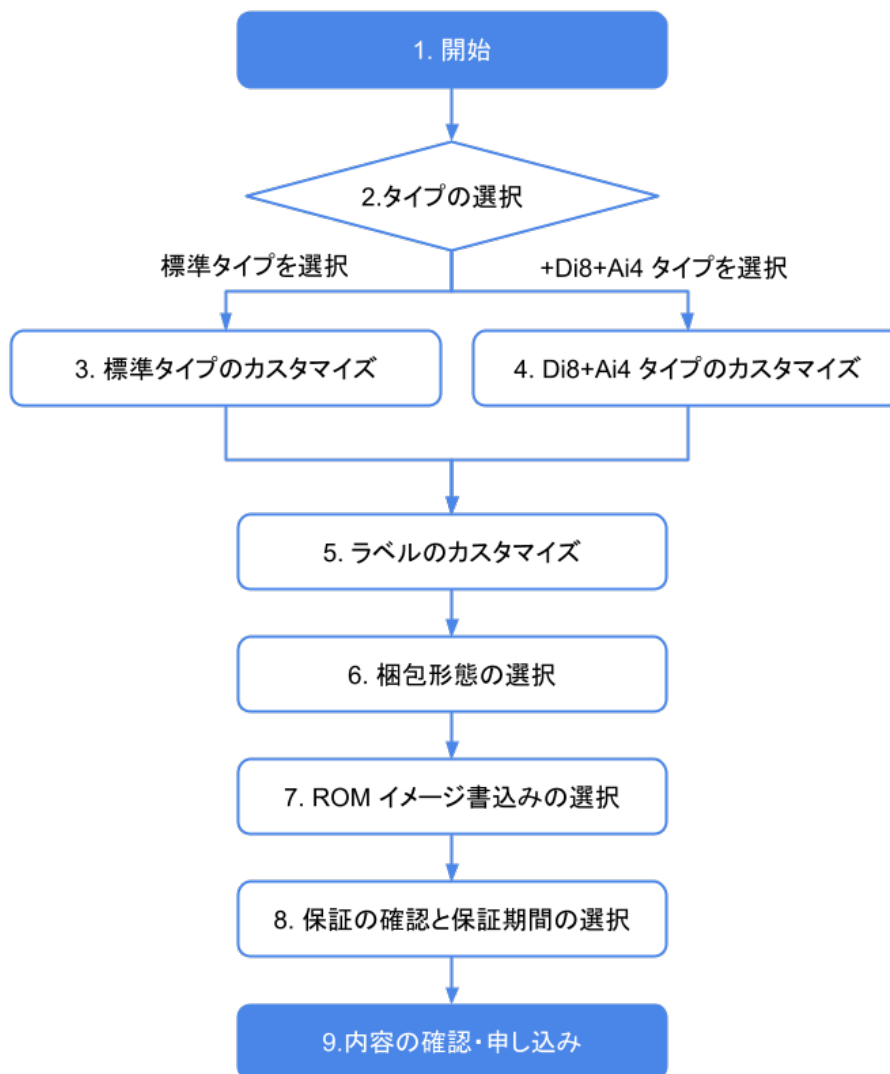 1. 開始
2.タイプの選択
標準タイプを選択
+Di8+Ai4 タイプを選択
3. 標準タイプのカスタマイズ
4. Di8+Ai4 タイプのカスタマイズ
5. ラベルのカスタマイズ
6. 梱包形態の選択
7. ROM イメージ書込みの選択
8. 保証の確認と保証期間の選択
9.内容の確認・申し込み